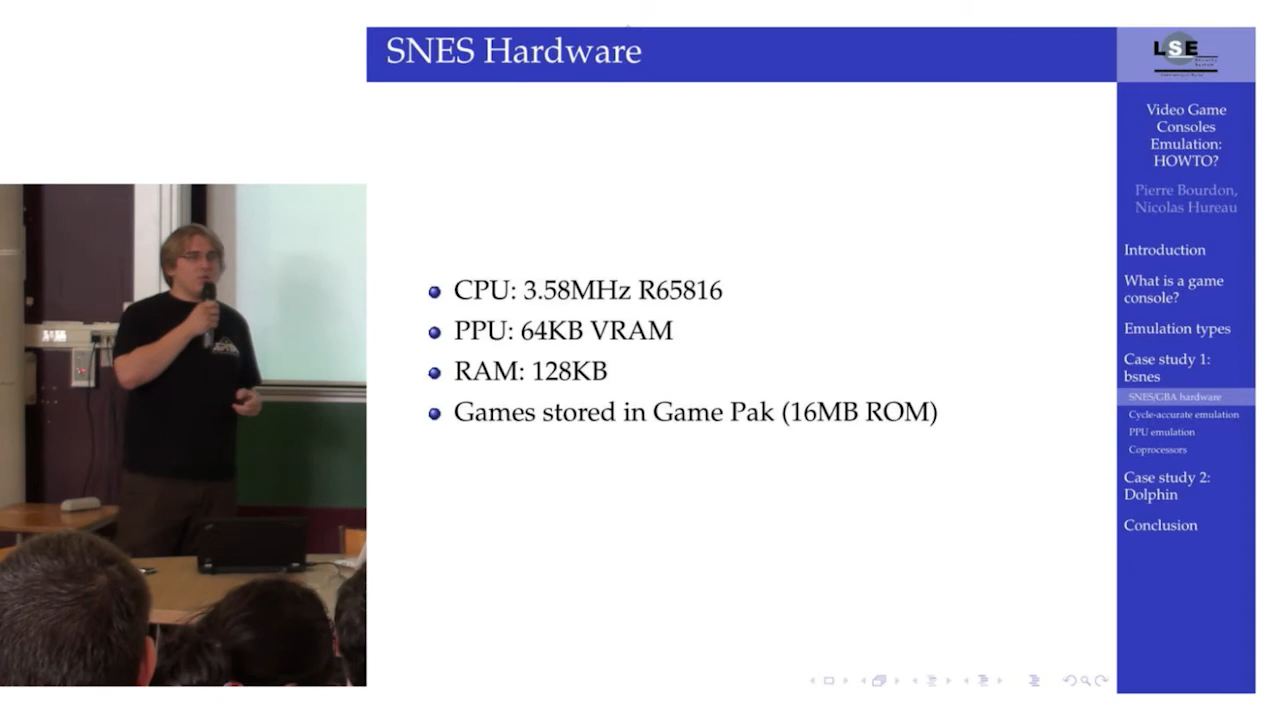 SNES Hardware
CPU: 3.58MHz R65816
PPU: 64KB VRAM
RAM: 128KB
Games stored in Game Pak (16MB ROM)
LSE
Video Game
Consoles
Emulation:
HOWTO?
Pierre Bourdon,
Nicolas Hureau
Introduction
What is a game
console?
Emulation types
Case study 1:
bsnes
SNES/GBA hardware
Cycle-accurate emulation
PPU emulation
Coprocessors
Case study 2:
Dolphin
Conclusion